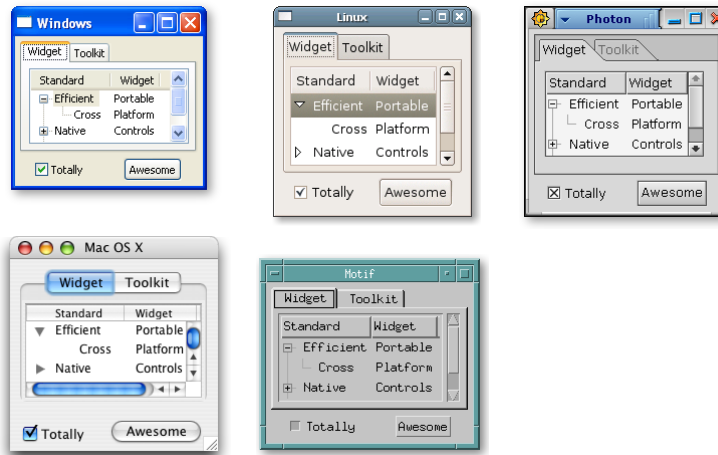 Windows
Widget Toolkit
Standard Widget
Efficient Portable
Cross Platform
Native Controls
Totally Awesome
Linux
Widget Toolkit
Standard Widget
Efficient Portable
Cross Platform
Native Controls
Totally Awesome
Photon
Widget Toolkit
Standard Widget
Efficient Portable
Cross Platform
Native Controls
Totally Awesome
Mac OS X
Widget Toolkit
Standard Widget
Efficient Portable
Cross Platform
Native Controls
Totally Awesome
Motif
Widget Toolkit
Standard Widget
Efficient Portable
Cross Platform
Native Controls
Totally Awesome